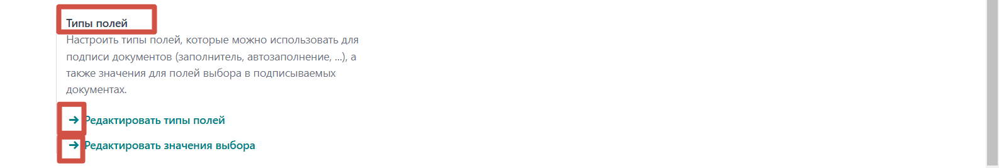 Типы полей
Настроить типы полей, которые можно использовать для
подписи документов (заполнитель, автозаполнение, ...), а
также значения для полей выбора в подписываемых
документах.
→ Редактировать типы полей
→ Редактировать значения выбора